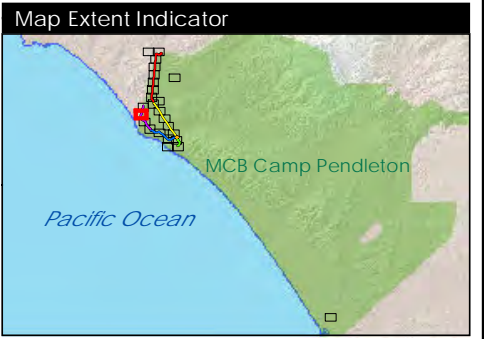 Map Extent Indicator
MCB Camp Pendleton
Pacific Ocean